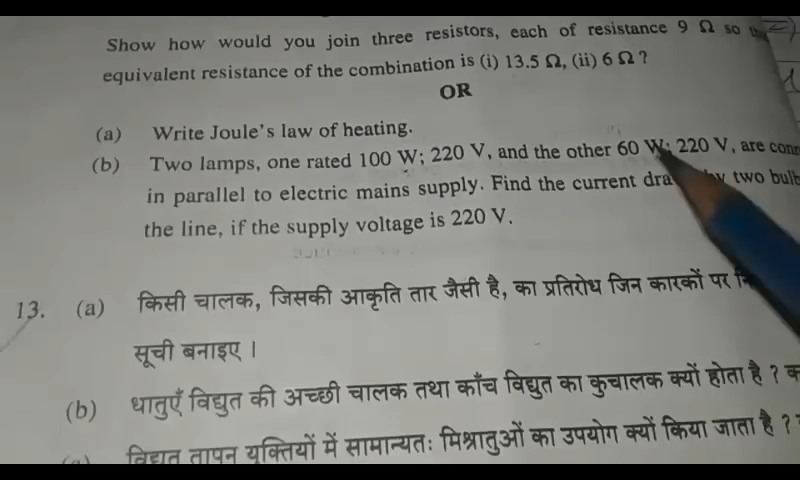 Show how would you join three resistors, each of resistance 9 Ω so
equivalent resistance of the combination is (i) 13.5 Ω, (ii) 6 Ω ?
OR
(a) Write Joule's law of heating.
(b) Two lamps, one rated 100 W; 220 V, and the other 60 W; 220 V, are
in parallel to electric mains supply. Find the current by two
the line, if the supply voltage is 220 V.
13. (a) किसी चालक, जिसकी आकृति तार जैसी है, का प्रतिरोध जिन कारकों पर
सूची बनाइए ।
(b) धातुएँ विद्युत की अच्छी चालक तथा काँच विद्युत का कुचालक क्यों होता है ?
विद्युत तापन युक्तियों में सामान्यतः मिश्रातुओं का उपयोग क्यों किया जाता है ?